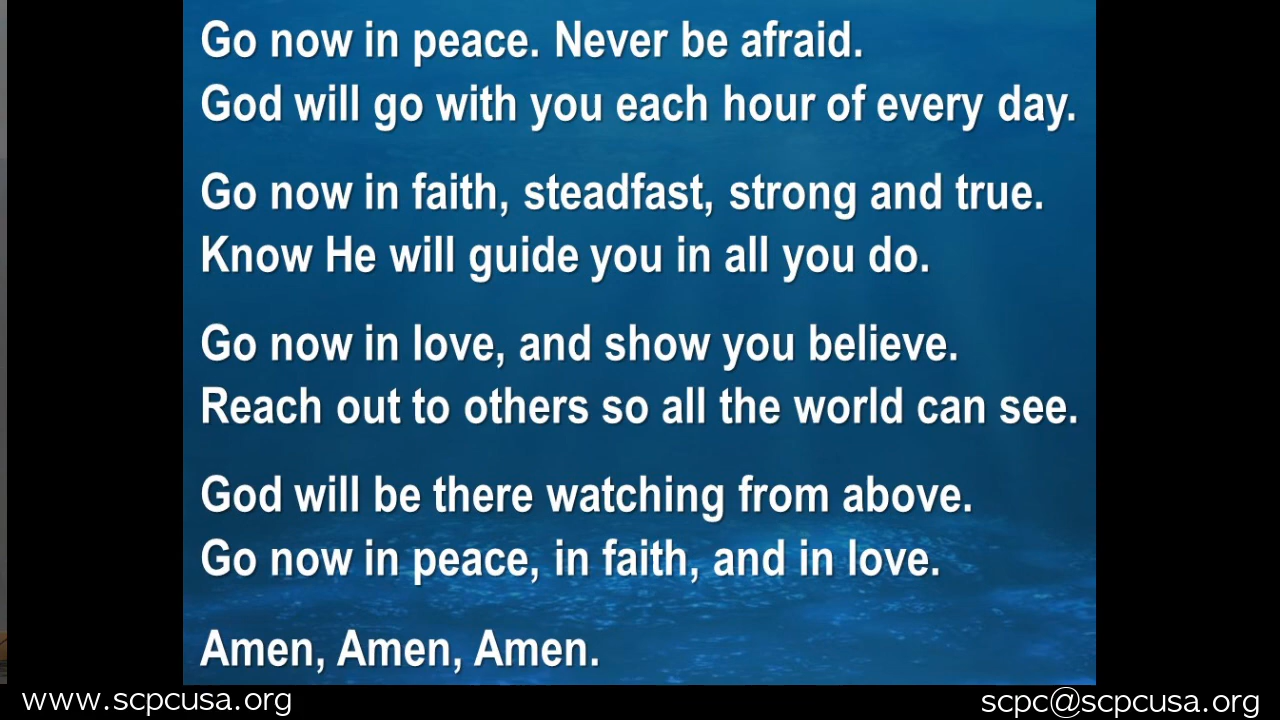 Go now in peace. Never be afraid.
God will go with you each hour of every day.
Go now in faith, steadfast, strong and true.
Know He will guide you in all you do.
Go now in love, and show you believe.
Reach out to others so all the world can see.
God will be there watching from above.
Go now in peace, in faith, and in love.
Amen, Amen, Amen.
www.scpcusa.org
scpc@scpcusa.org